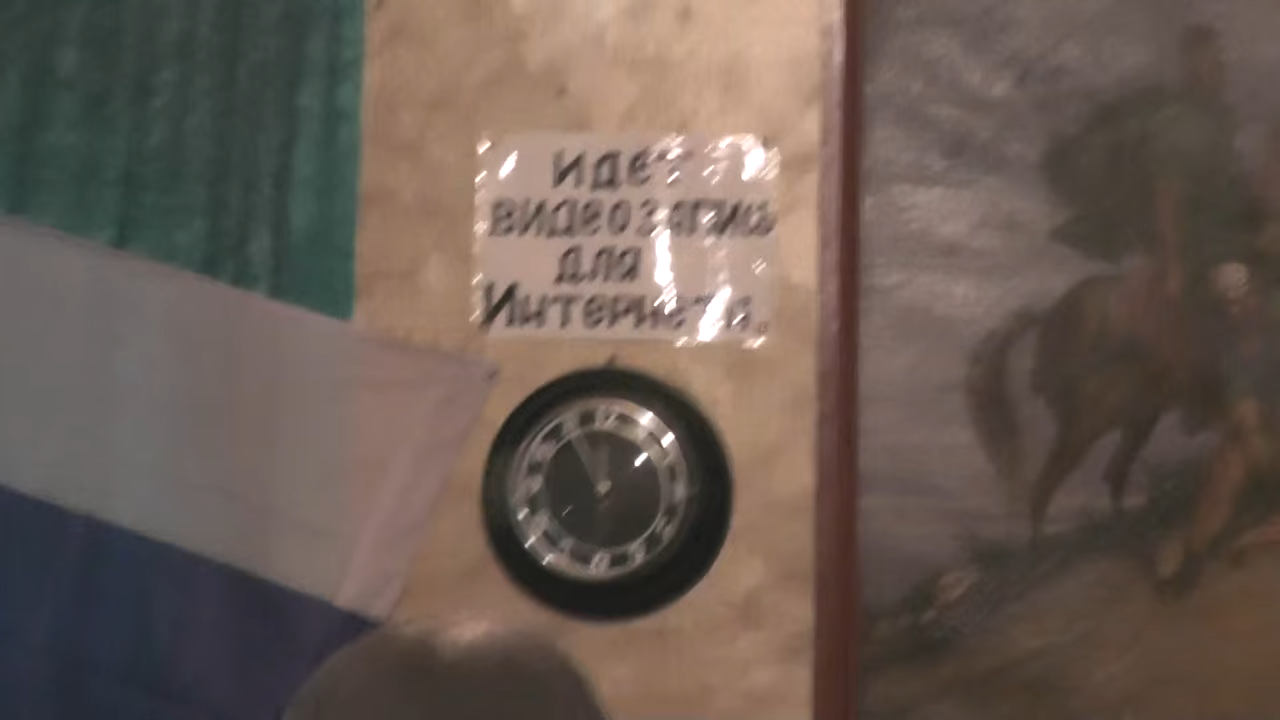 идет
видеозапись
для
Интернета.